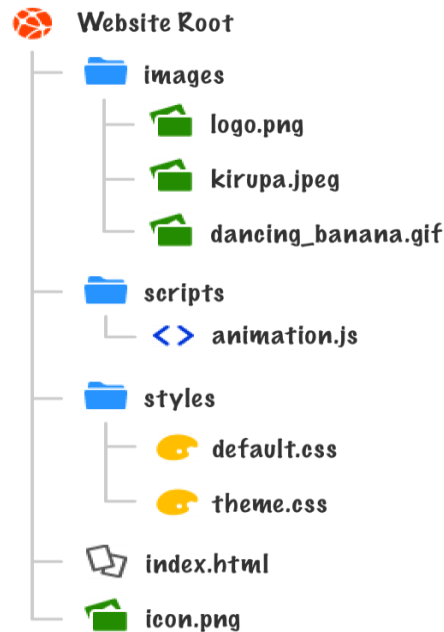 Website Root
images
logo.png
kirupa.jpeg
dancing_banana.gif
scripts
animation.js
styles
default.css
theme.css
index.html
icon.png